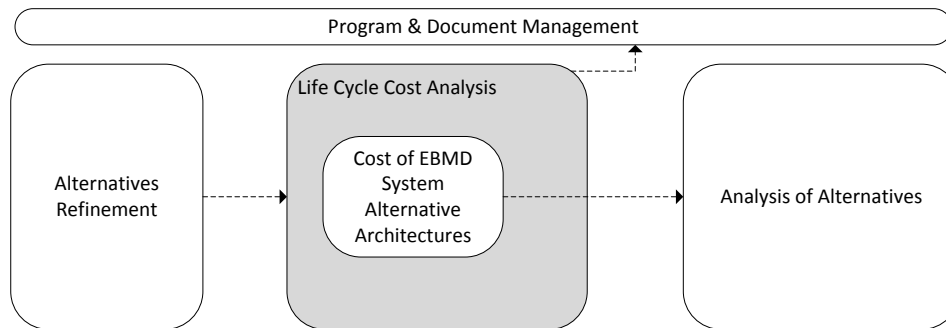 Program & Document Management
Life Cycle Cost Analysis
Alternatives
Refinement
Cost of EBMD
System
Alternative
Architectures
Analysis of Alternatives